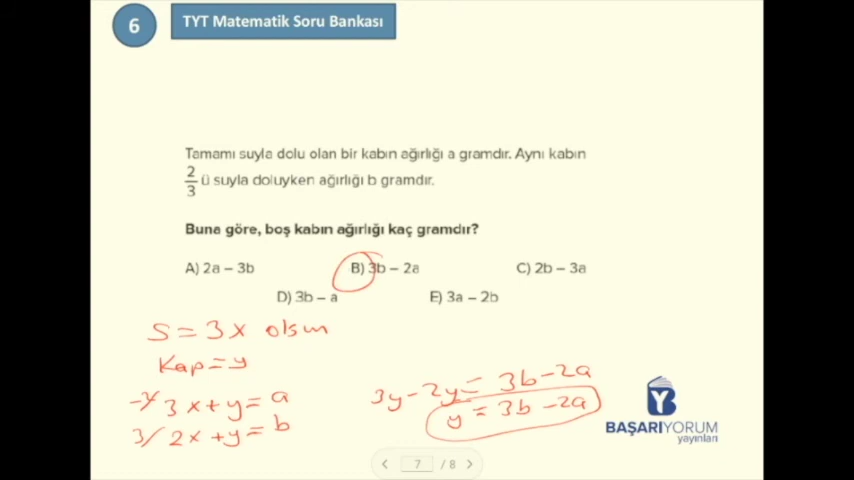 6
TYT Matematik Soru Bankası
Tamamı suyla dolu olan bir kabın ağırlığı a gramdır. Aynı kabın
2/3 ü suyla doluyken ağırlığı b gramdır.
Buna göre, boş kabın ağırlığı kaç gramdır?
A) 2a – 3b B) 3b – 2a C) 2b – 3a
D) 3b – a E) 3a – 2b
S = 3x olsun
Kap = y
-2/ 3x + y = a
3/ 2x + y = b
3y - 2y = 3b - 2a
y = 3b - 2a
BAŞARIYORUM
yayınları
7 / 8